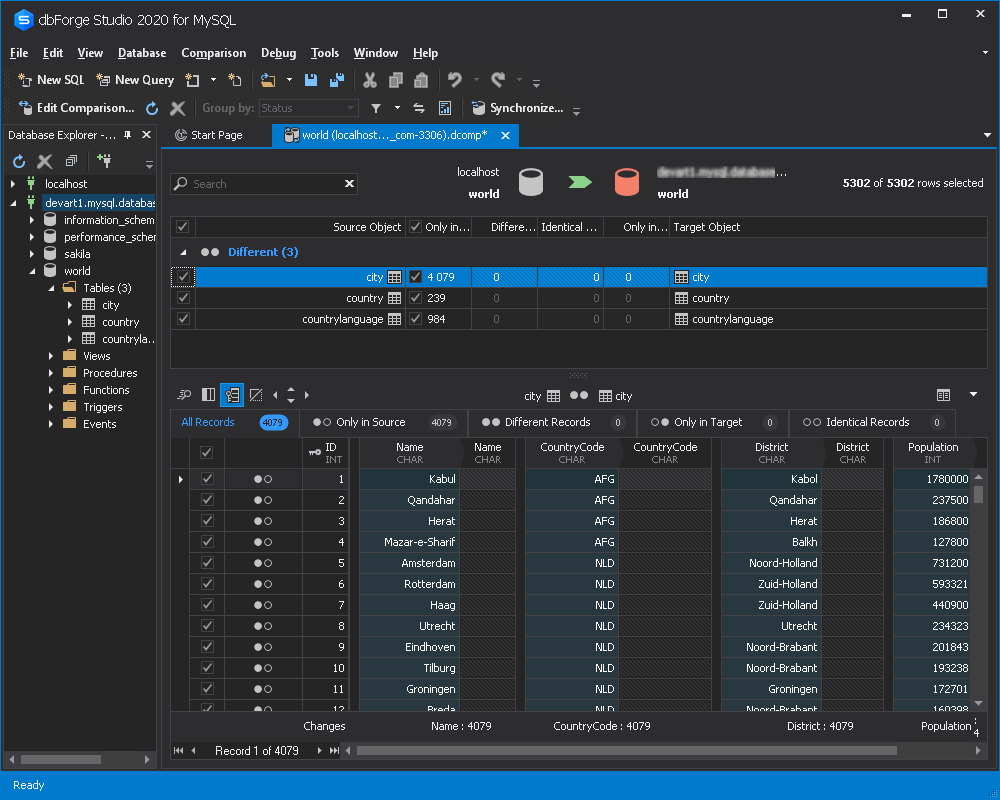 dbForge Studio 2020 for MySQL
File Edit View Database Comparison Debug Tools Window Help
New SQL New Query
Edit Comparison... Group by: Status Synchronize...
Database Explorer -...
Start Page world (localhost..._com-3306).dcomp*
localhost
devart1.mysql.databas
information_schem
performance_scher
sakila
world
Tables (3)
city
country
countryla..
Views
Procedures
Functions
Triggers
Events
Search
localhost
world
devart1.mysql.database...
world
5302 of 5302 rows selected
Source Object Only in... Differe... Identical ... Only in... Target Object
Different (3)
city 4 079 0 0 0 city
country 239 0 0 0 country
countrylanguage 984 0 0 0 countrylanguage
city city
All Records 4079 Only in Source 4079 Different Records 0 Only in Target 0 Identical Records 0
ID Name Name CountryCode CountryCode District District Population
INT CHAR CHAR CHAR CHAR CHAR CHAR INT
1 Kabul AFG Kabol 1780000
2 Qandahar AFG Qandahar 237500
3 Herat AFG Herat 186800
4 Mazar-e-Sharif AFG Balkh 127800
5 Amsterdam NLD Noord-Holland 731200
6 Rotterdam NLD Zuid-Holland 593321
7 Haag NLD Zuid-Holland 440900
8 Utrecht NLD Utrecht 234323
9 Eindhoven NLD Noord-Brabant 201843
10 Tilburg NLD Noord-Brabant 193238
11 Groningen NLD Groningen 172701
12 Breda NLD Noord-Brabant 160398
Changes Name : 4079 CountryCode : 4079 District : 4079 Population : 4
Record 1 of 4079
Ready